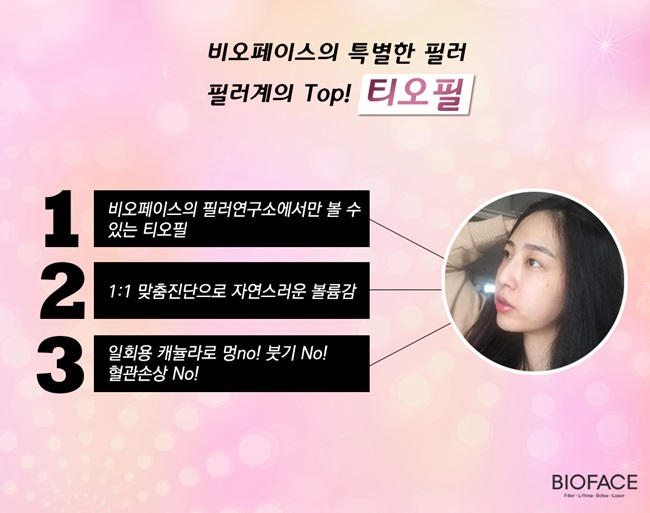 비오페이스의 특별한 필러
필러계의 Top! 티오필
1
비오페이스의 필러연구소에서만 볼 수
있는 티오필
2
1:1 맞춤진단으로 자연스러운 볼륨감
3
일회용 캐뉼라로 멍no! 붓기 No!
혈관손상 No!
BIOFACE
Filler · Lifting · Botox · Laser